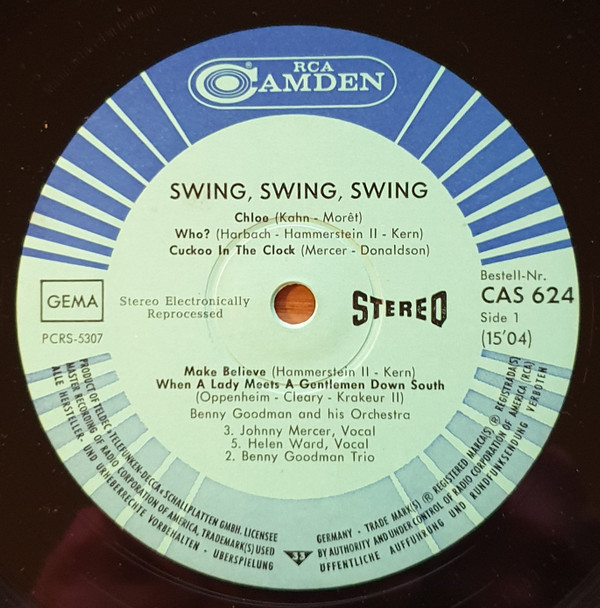 RCA
CAMDEN
SWING, SWING, SWING
Chloe (Kahn - Morêt)
Who? (Harbach - Hammerstein II - Kern)
Cuckoo In The Clock (Mercer - Donaldson)
GEMA
PCRS-5307
Stereo Electronically
Reprocessed
STEREO
Bestell-Nr.
CAS 624
Side 1
(15'04)
Make Believe (Hammerstein II - Kern)
When A Lady Meets A Gentlemen Down South
(Oppenheim - Cleary - Krakeur II)
Benny Goodman and his Orchestra
3. Johnny Mercer, Vocal
5. Helen Ward, Vocal
2. Benny Goodman Trio
PRODUCT OF TELDEC »TELEFUNKEN-DECCA« SCHALLPLATTEN GMBH. LICENSEE
MASTER RECORDING OF RADIO CORPORATION OF AMERICA, TRADEMARK(S) USED
ALLE HERSTELLER- UND URHEBERRECHTE VORBEHALTEN · ÜBERSPIELUNG
33
GERMANY · TRADE MARK(S) ® REGISTERED MARCA(S) ® REGISTRADA(S)
BY AUTHORITY AND UNDER CONTROL OF RADIO CORPORATION OF AMERICA (RCA)
ÖFFENTLICHE AUFFÜHRUNG UND RUNDFUNKSENDUNG VERBOTEN